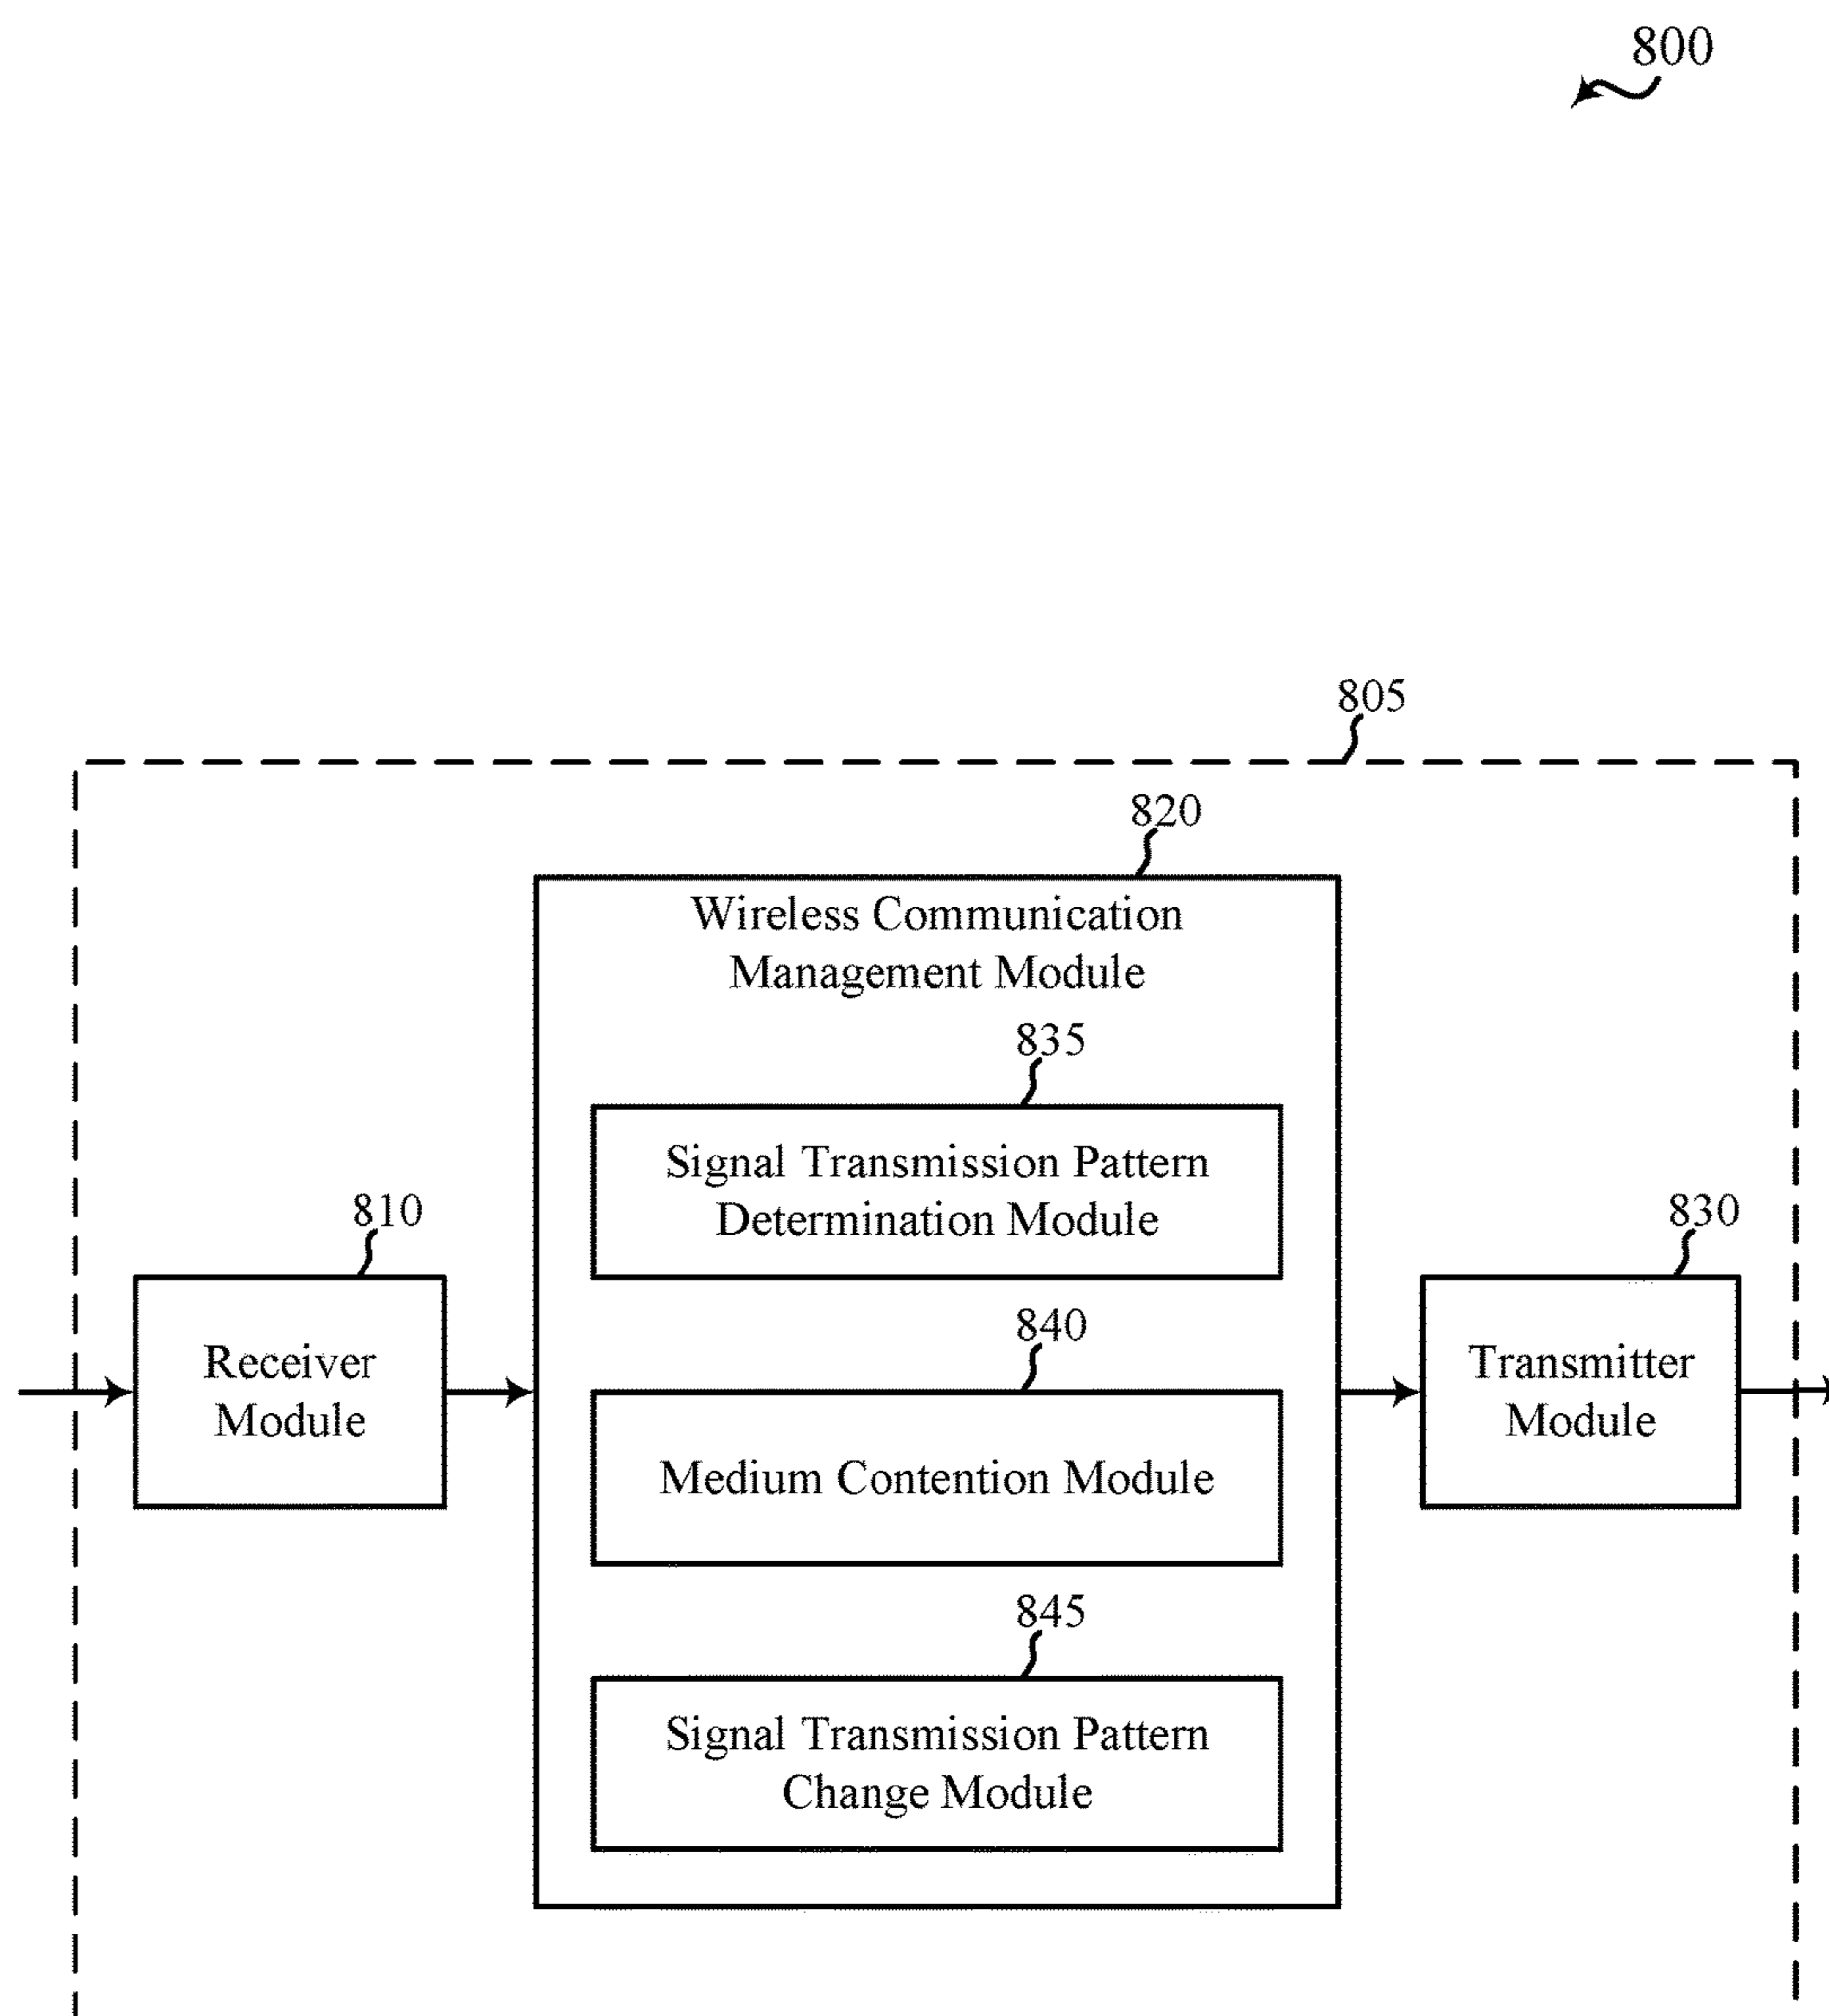 800
805
820
Wireless Communication
Management Module
835
Signal Transmission Pattern
Determination Module
810
830
Receiver
Module
840
Medium Contention Module
Transmitter
Module
845
Signal Transmission Pattern
Change Module